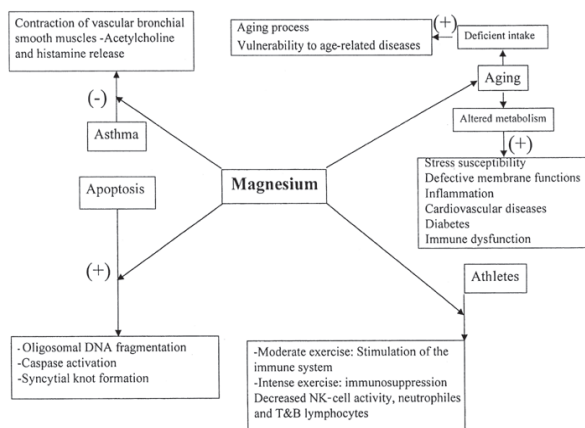 Contraction of vascular bronchial
smooth muscles -Acetylcholine
and histamine release
(-)
Asthma
Aging process
Vulnerability to age-related diseases
(+)
Deficient intake
Aging
Altered metabolism
(+)
Stress susceptibility
Defective membrane functions
Inflammation
Cardiovascular diseases
Diabetes
Immune dysfunction
Magnesium
Apoptosis
(+)
- Oligosomal DNA fragmentation
-Caspase activation
-Syncytial knot formation
Athletes
-Moderate exercise: Stimulation of the
immune system
-Intense exercise: immunosuppression
Decreased NK-cell activity, neutrophiles
and T&B lymphocytes